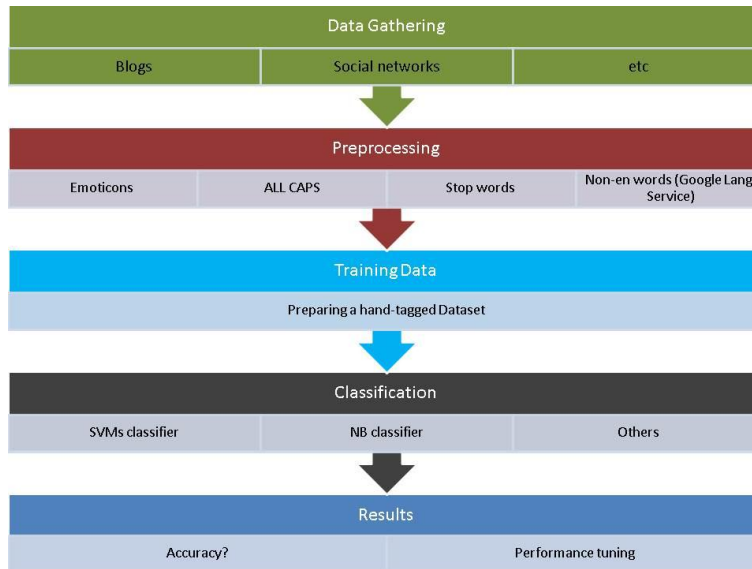 Data Gathering
Blogs
Social networks
etc
Preprocessing
Emoticons
ALL CAPS
Stop words
Non-en words (Google Lang
Service)
Training Data
Preparing a hand-tagged Dataset
Classification
SVMs classifier
NB classifier
Others
Results
Accuracy?
Performance tuning